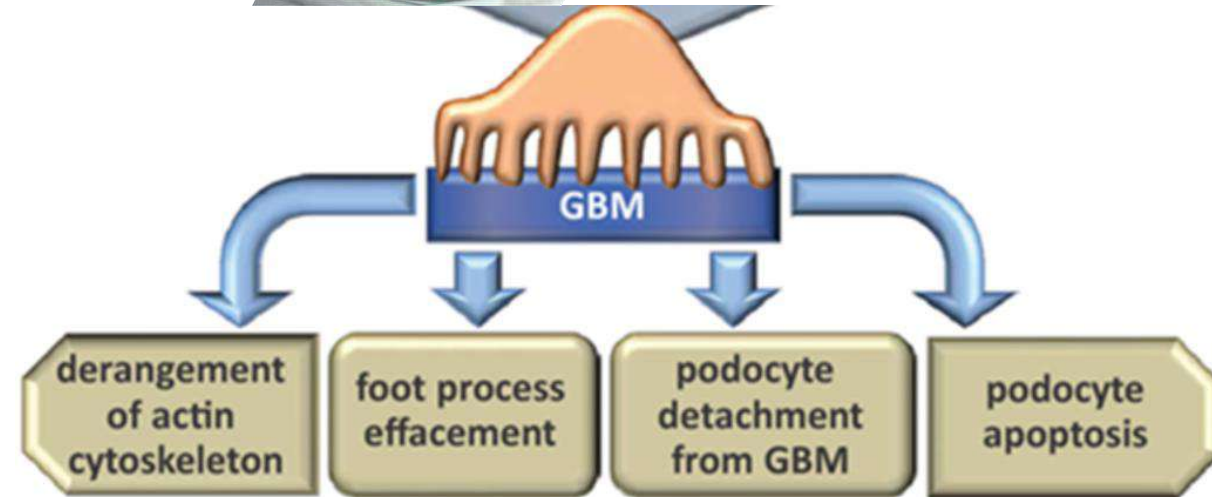 GBM
derangement
of actin
cytoskeleton
foot process
effacement
podocyte
detachment
from GBM
podocyte
apoptosis